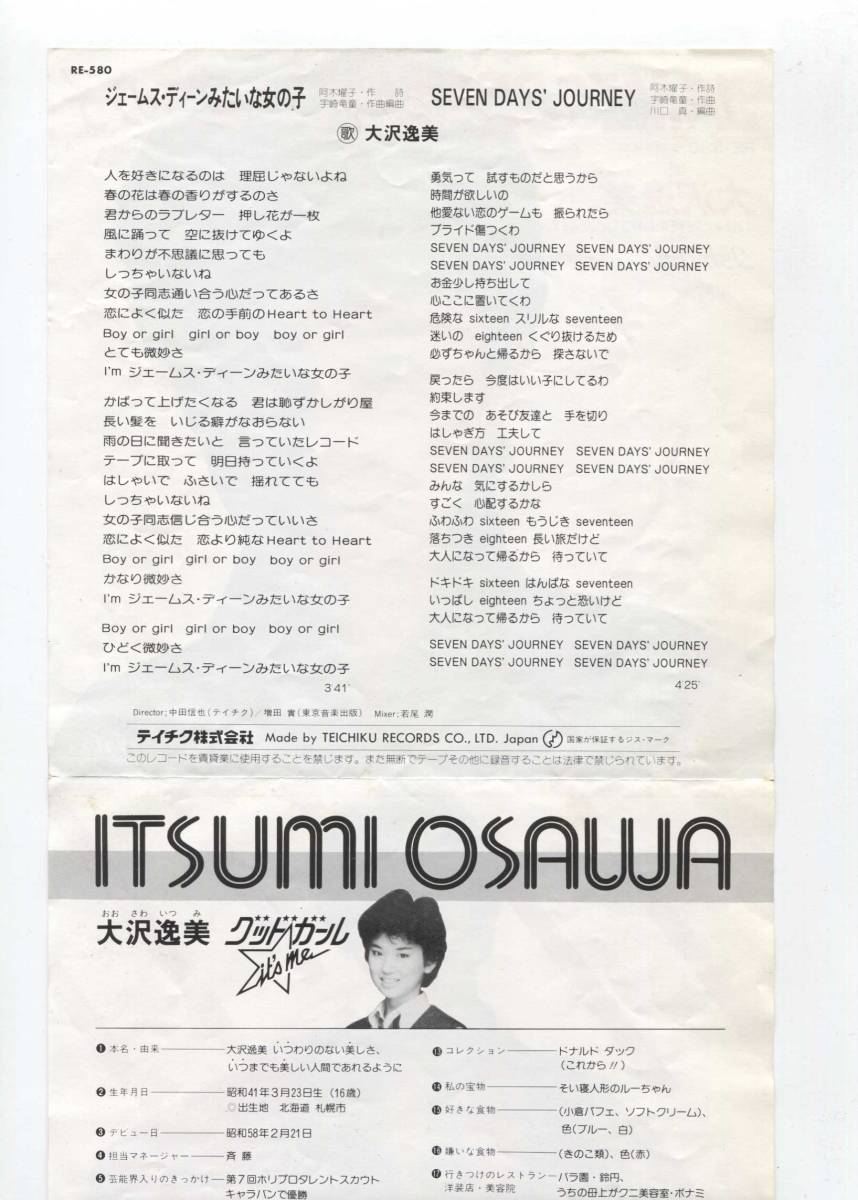 RE-580
ジェームス・ディーンみたいな女の子
阿木燿子・作　詩
宇崎竜童・作曲編曲
SEVEN DAYS' JOURNEY
阿木燿子・作詩
宇崎竜童・作曲
川口　真・編曲
歌 大沢逸美
人を好きになるのは　理屈じゃないよね
春の花は春の香りがするのさ
君からのラブレター　押し花が一枚
風に踊って　空に抜けてゆくよ
まわりが不思議に思っても
しっちゃいないね
女の子同志通い合う心だってあるさ
恋によく似た　恋の手前のHeart to Heart
Boy or girl　girl or boy　boy or girl
とても微妙さ
I'm ジェームス・ディーンみたいな女の子
かばって上げたくなる　君は恥ずかしがり屋
長い髪を　いじる癖がなおらない
雨の日に聞きたいと　言っていたレコード
テープに取って　明日持っていくよ
はしゃいで　ふさいで　揺れてても
しっちゃいないね
女の子同志信じ合う心だっていいさ
恋によく似た　恋より純なHeart to Heart
Boy or girl　girl or boy　boy or girl
かなり微妙さ
I'm ジェームス・ディーンみたいな女の子
Boy or girl　girl or boy　boy or girl
ひどく微妙さ
I'm ジェームス・ディーンみたいな女の子
3'41"
勇気って　試すものだと思うから
時間が欲しいの
他愛ない恋のゲームも　振られたら
プライド傷つくわ
SEVEN DAYS' JOURNEY　SEVEN DAYS' JOURNEY
SEVEN DAYS' JOURNEY　SEVEN DAYS' JOURNEY
お金少し持ち出して
心ここに置いてくわ
危険な sixteen スリルな seventeen
迷いの　eighteen くぐり抜けるため
必ずちゃんと帰るから　探さないで
戻ったら　今度はいい子にしてるわ
約束します
今までの　あそび友達と　手を切り
はしゃぎ方　工夫して
SEVEN DAYS' JOURNEY　SEVEN DAYS' JOURNEY
SEVEN DAYS' JOURNEY　SEVEN DAYS' JOURNEY
みんな　気にするかしら
すごく　心配するかな
ふわふわ sixteen もうじき seventeen
落ちつき eighteen 長い旅だけど
大人になって帰るから　待っていて
ドキドキ sixteen はんぱな seventeen
いっぱし eighteen ちょっと恐いけど
大人になって帰るから　待っていて
SEVEN DAYS' JOURNEY　SEVEN DAYS' JOURNEY
SEVEN DAYS' JOURNEY　SEVEN DAYS' JOURNEY
4'25"
Director;中田信也(テイチク)／増田　實(東京音楽出版)　Mixer;若尾　潤
テイチク株式会社　Made by TEICHIKU RECORDS CO., LTD. Japan　国家が保証するジス・マーク
このレコードを賃貸業に使用することを禁じます。また無断でテープその他に録音することは法律で禁じられています。
ITSUMI OSAWA
おお　さわ　いつ　み
大沢逸美
グッド・ガール
it's me
❶本名・由来―大沢逸美 いつわりのない美しさ、
いつまでも美しい人間であれるように
❷生年月日―昭和41年3月23日生（16歳）
◎出生地　北海道 札幌市
❸デビュー日―昭和58年2月21日
❹担当マネージャー―斉　藤
❺芸能界入りのきっかけ―第7回ホリプロタレントスカウト
キャラバンで優勝
⓭コレクション―ドナルド ダック
（これから!!）
⓮私の宝物―そい寝人形のルーちゃん
⓯好きな食物―（小倉パフェ、ソフトクリーム）、
色（ブルー、白）
⓰嫌いな食物―（きのこ類）、色（赤）
⓱行きつけのレストラン―バラ園・鈴円、
洋装店・美容院
うちの母上がクニ美容室・ボナミ